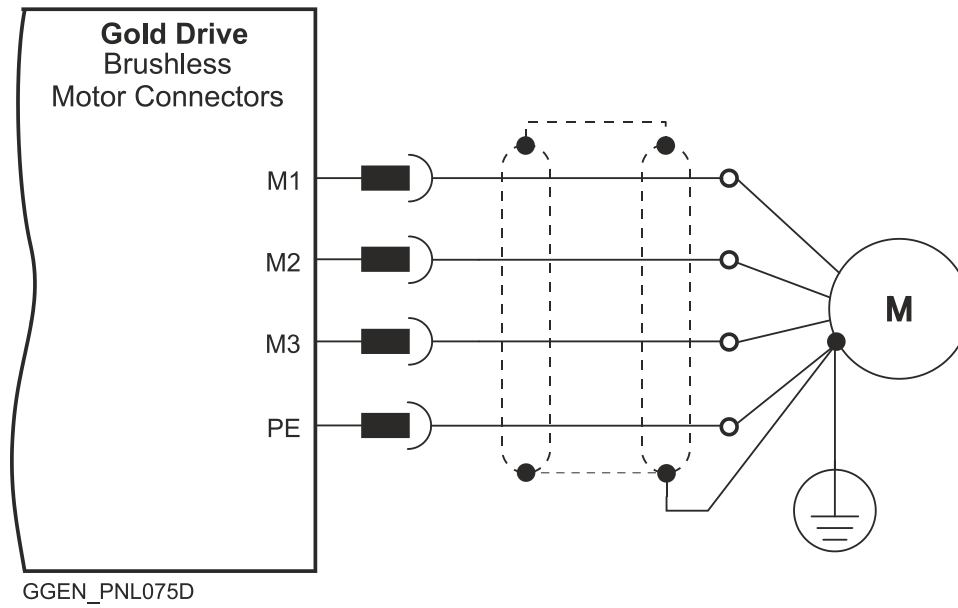 Gold Drive
Brushless
Motor Connectors
M1
M2
M3
PE
M
GGEN_PNL075D